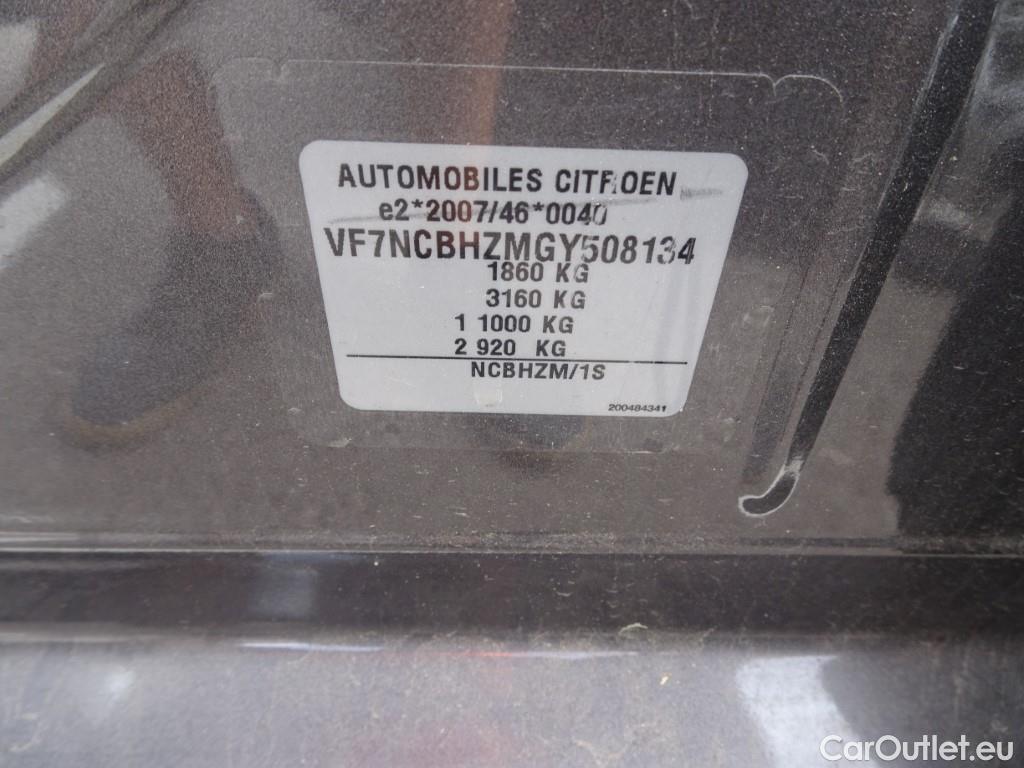 AUTOMOBILES CITROEN
e2*2007/46*0040
VF7NCBHZMGY508134
1860 KG
3160 KG
1 1000 KG
2 920 KG
NCBHZM/1S
200484341
CarOutlet.eu